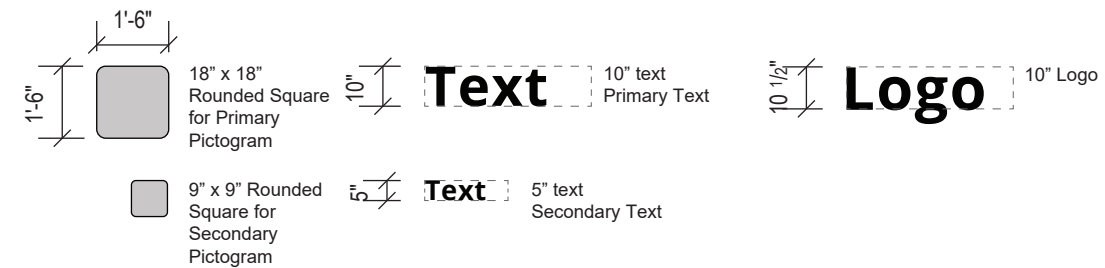 1'-6"
1'-6"
18” x 18”
Rounded Square
for Primary
Pictogram
10"
Text
10” text
Primary Text
10 1/2"
Logo
10” Logo
9” x 9” Rounded
Square for
Secondary
Pictogram
5"
Text
5” text
Secondary Text